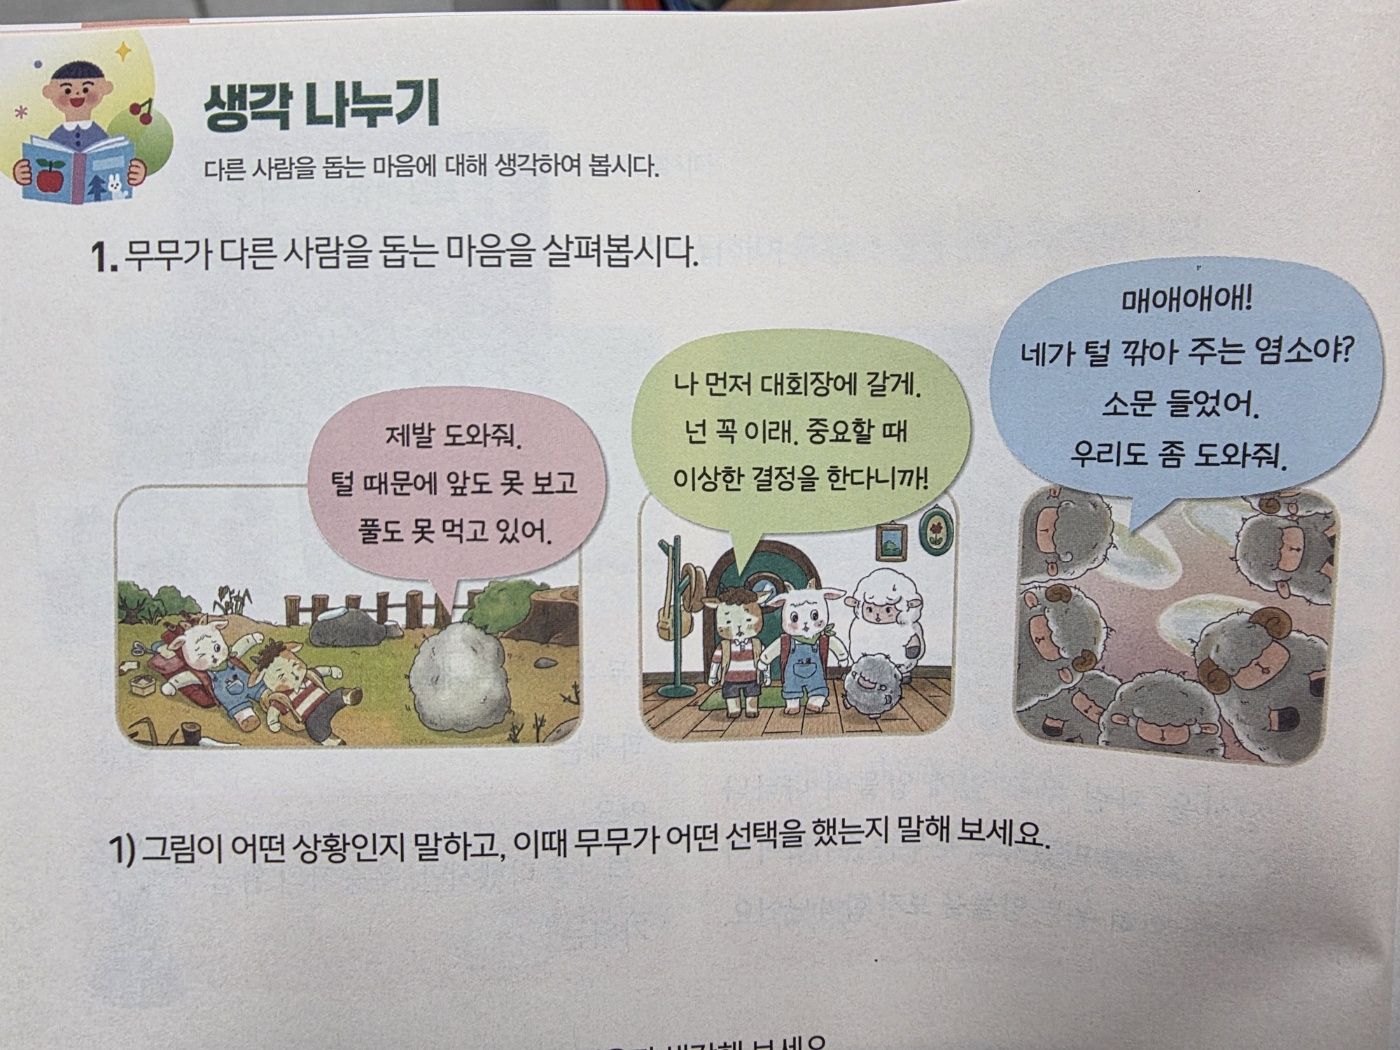 생각 나누기
다른 사람을 돕는 마음에 대해 생각하여 봅시다.
1. 무무가 다른 사람을 돕는 마음을 살펴봅시다.
제발 도와줘.
털 때문에 앞도 못 보고
풀도 못 먹고 있어.
나 먼저 대회장에 갈게.
넌 꼭 이래. 중요할 때
이상한 결정을 한다니까!
매애애애!
네가 털 깎아 주는 염소야?
소문 들었어.
우리도 좀 도와줘.
1) 그림이 어떤 상황인지 말하고, 이때 무무가 어떤 선택을 했는지 말해 보세요.
생각해 보세요